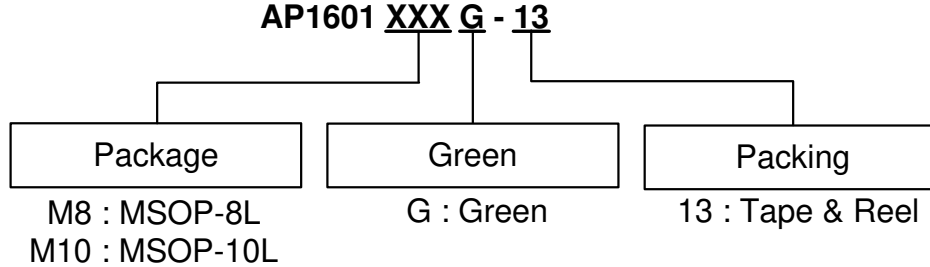 AP1601 XXX G - 13
Package
Green
Packing
M8 : MSOP-8L
M10 : MSOP-10L
G : Green
13 : Tape & Reel